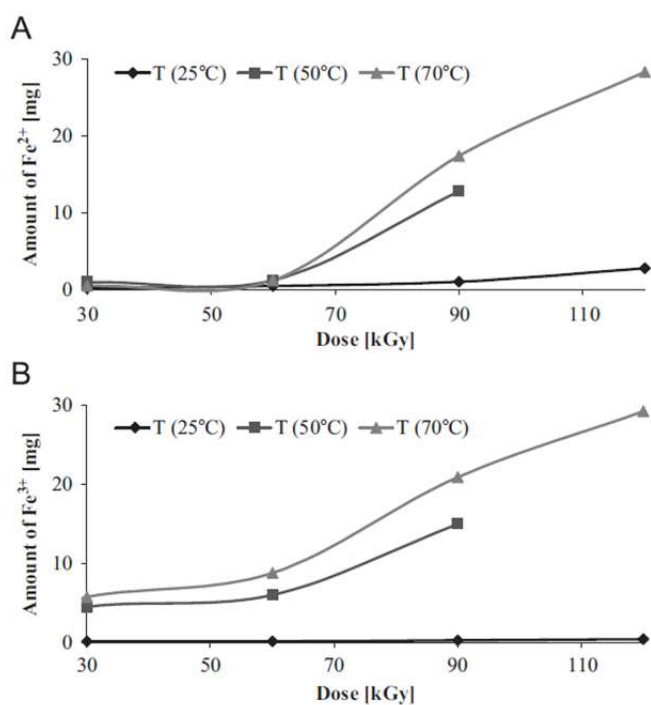 A
30
T (25°C) T (50°C) T (70°C)
20
10
0
Amount of Fe²⁺ [mg]
30 50 70 90 110
Dose [kGy]
B
30
T (25°C) T (50°C) T (70°C)
20
10
0
Amount of Fe³⁺ [mg]
30 50 70 90 110
Dose [kGy]